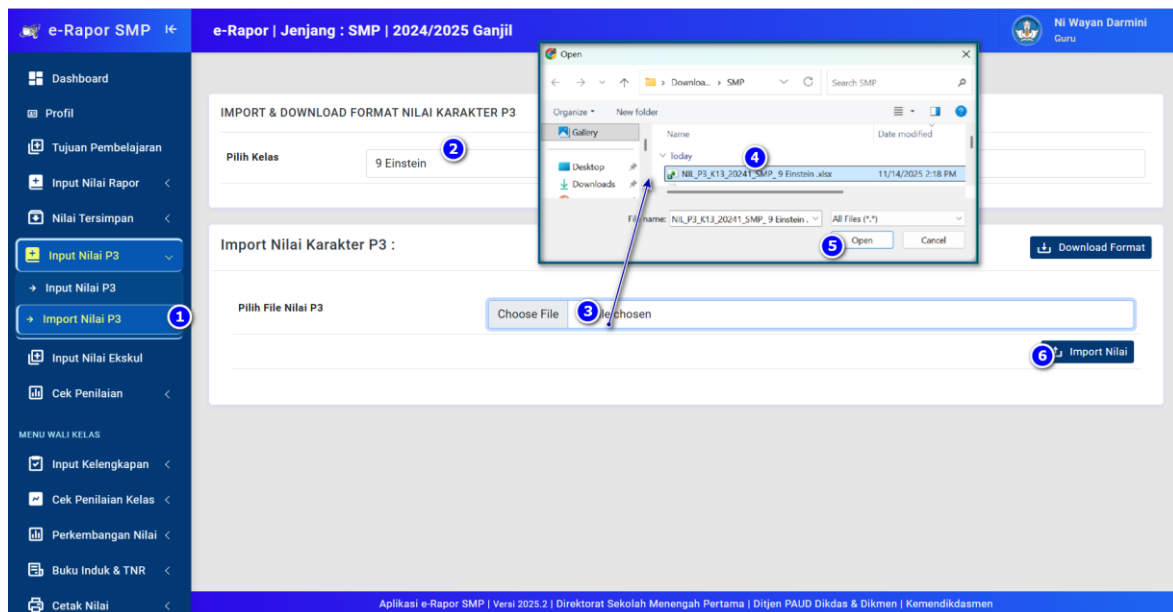 e-Rapor SMP
e-Rapor | Jenjang : SMP | 2024/2025 Ganjil
Ni Wayan Darmini
Guru
Dashboard
Profil
Tujuan Pembelajaran
Input Nilai Rapor
Nilai Tersimpan
Input Nilai P3
Input Nilai P3
Import Nilai P3
1
Input Nilai Ekskul
Cek Penilaian
MENU WALI KELAS
Input Kelengkapan
Cek Penilaian Kelas
Perkembangan Nilai
Buku Induk & TNR
Cetak Nilai
IMPORT & DOWNLOAD FORMAT NILAI KARAKTER P3
Pilih Kelas
9 Einstein
2
Open
Downloa... > SMP
Search SMP
Organize
New folder
Gallery
Desktop
Downloads
Name
Date modified
Today
4
NIL_P3_K13_20241_SMP_ 9 Einstein .xlsx
11/14/2025 2:18 PM
File name:
NIL_P3_K13_20241_SMP_ 9 Einstein .
All Files (*.*)
5
Open
Cancel
Import Nilai Karakter P3 :
Download Format
Pilih File Nilai P3
Choose File
3
chosen
6
Import Nilai
Aplikasi e-Rapor SMP | Versi 2025.2 | Direktorat Sekolah Menengah Pertama | Ditjen PAUD Dikdas & Dikmen | Kemendikdasmen